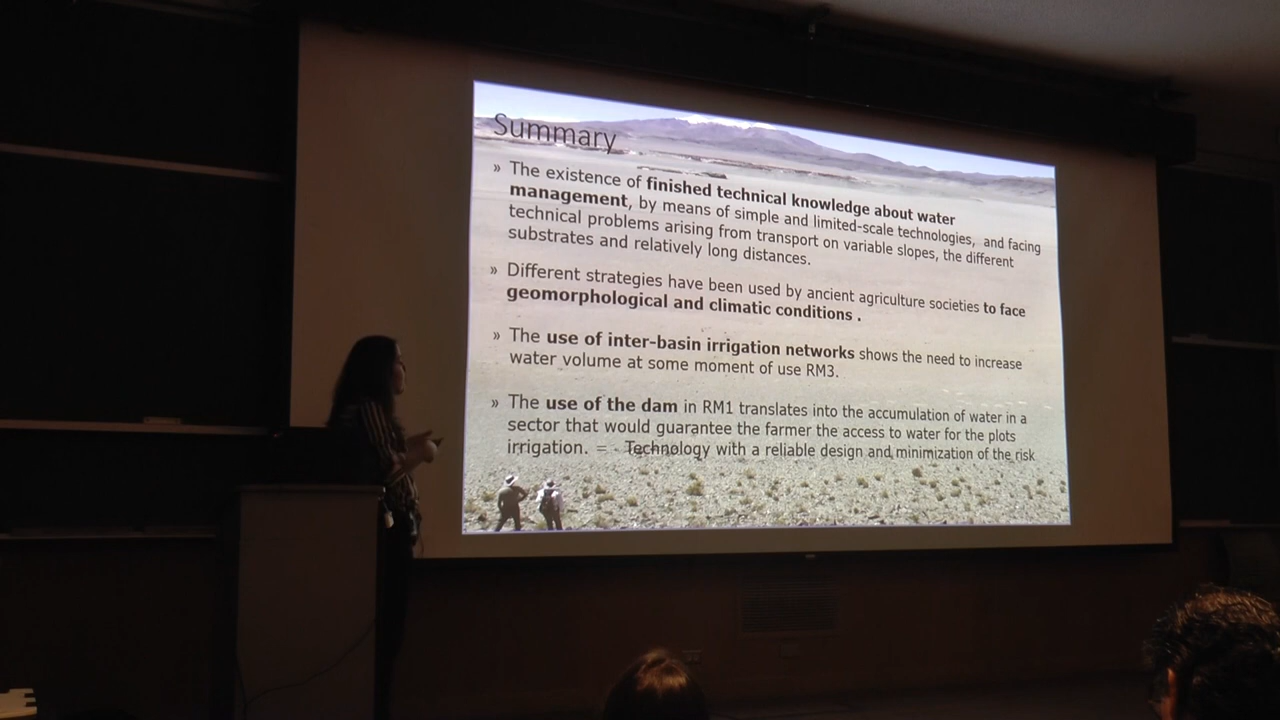 Summary
» The existence of finished technical knowledge about water
management, by means of simple and limited-scale technologies, and facing
technical problems arising from transport on variable slopes, the different
substrates and relatively long distances.
» Different strategies have been used by ancient agriculture societies to face
geomorphological and climatic conditions .
» The use of inter-basin irrigation networks shows the need to increase
water volume at some moment of use RM3.
» The use of the dam in RM1 translates into the accumulation of water in a
sector that would guarantee the farmer the access to water for the plots
irrigation. = - Technology with a reliable design and minimization of the risk